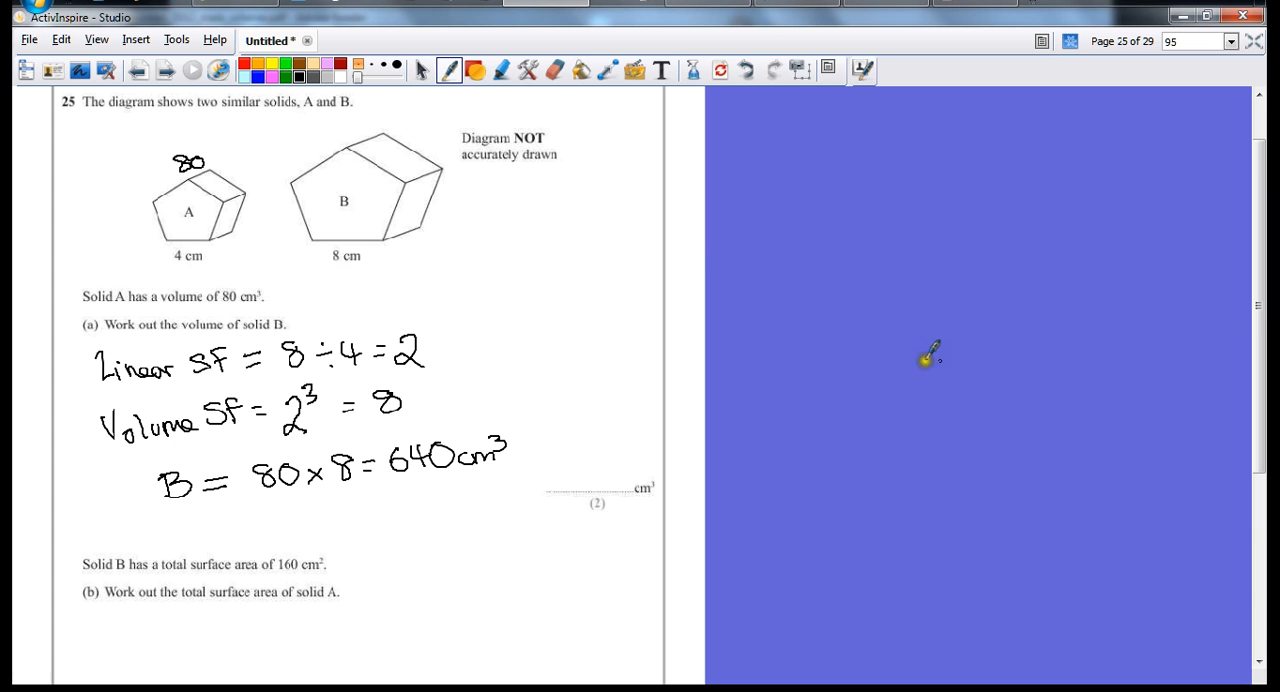 ActivInspire - Studio
File Edit View Insert Tools Help Untitled * Page 25 of 29 95
25 The diagram shows two similar solids, A and B.
Diagram NOT
accurately drawn
80
A
B
4 cm
8 cm
Solid A has a volume of 80 cm³.
(a) Work out the volume of solid B.
Linear SF = 8 ÷ 4 = 2
Volume SF = 2³ = 8
B = 80 × 8 = 640 cm³
.......................... cm³
(2)
Solid B has a total surface area of 160 cm².
(b) Work out the total surface area of solid A.